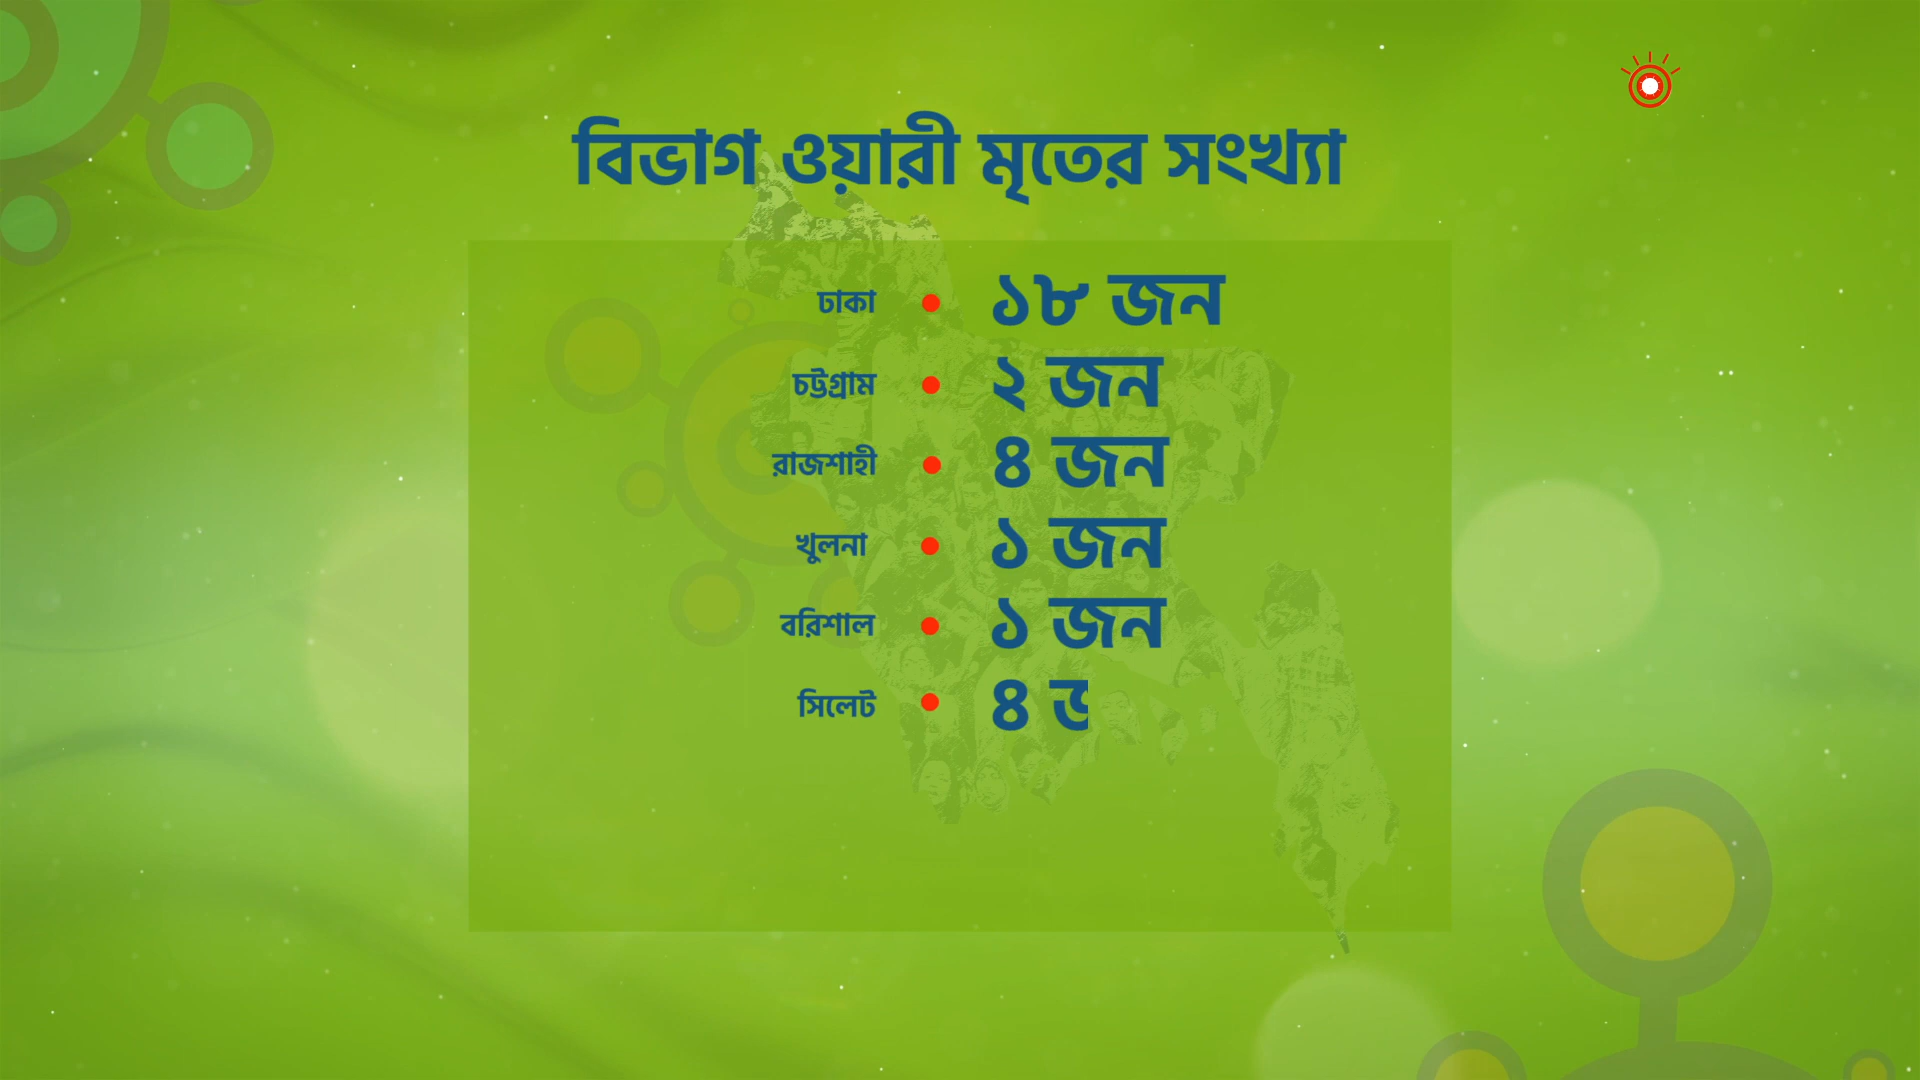 বিভাগ ওয়ারী মৃতের সংখ্যা
ঢাকা • ১৮ জন
চট্টগ্রাম • ২ জন
রাজশাহী • ৪ জন
খুলনা • ১ জন
বরিশাল • ১ জন
সিলেট • ৪ জ